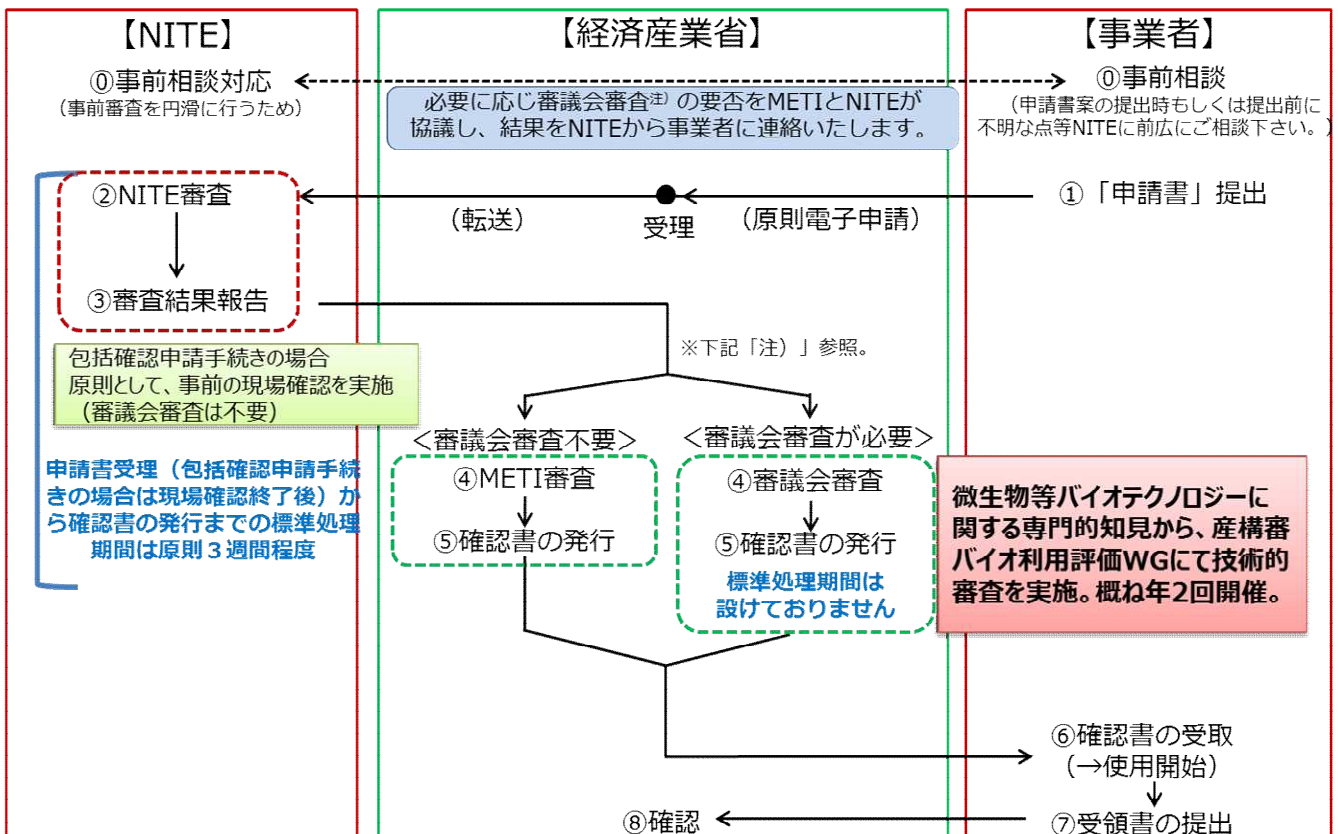 【NITE】
【経済産業省】
【事業者】
⓪事前相談対応
(事前審査を円滑に行うため)
必要に応じ審議会審査注)の要否をMETIとNITEが
協議し、結果をNITEから事業者に連絡いたします。
⓪事前相談
(申請書案の提出時もしくは提出前に
不明な点等NITEに前広にご相談下さい。)
②NITE審査
(転送)
受理
(原則電子申請)
①「申請書」提出
③審査結果報告
※下記「注)」参照。
包括確認申請手続きの場合
原則として、事前の現場確認を実施
(審議会審査は不要)
申請書受理(包括確認申請手続
きの場合は現場確認終了後)か
ら確認書の発行までの標準処理
期間は原則3週間程度
<審議会審査不要>
④METI審査
⑤確認書の発行
<審議会審査が必要>
④審議会審査
⑤確認書の発行
標準処理期間は
設けておりません
微生物等バイオテクノロジーに
関する専門的知見から、産構審
バイオ利用評価WGにて技術的
審査を実施。概ね年2回開催。
⑥確認書の受取
(→使用開始)
⑧確認
⑦受領書の提出